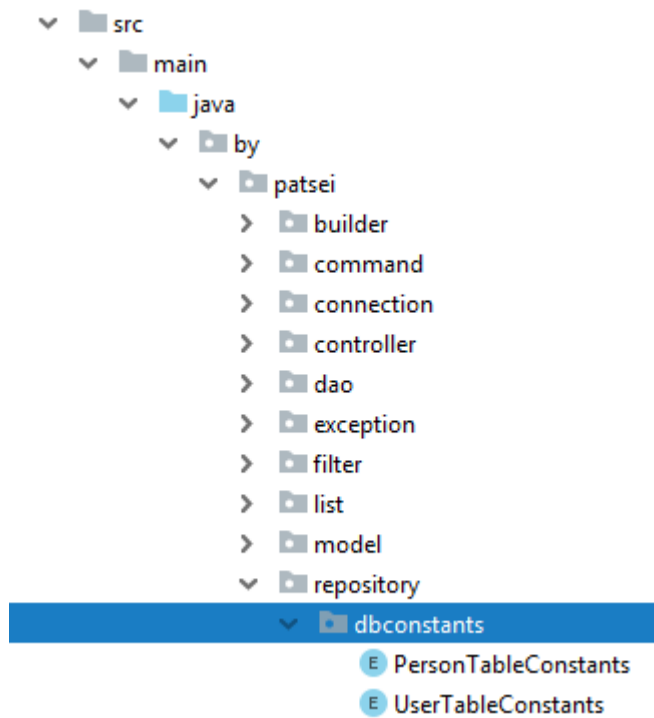 src
main
java
by
patsei
builder
command
connection
controller
dao
exception
filter
list
model
repository
dbconstants
E PersonTableConstants
E UserTableConstants